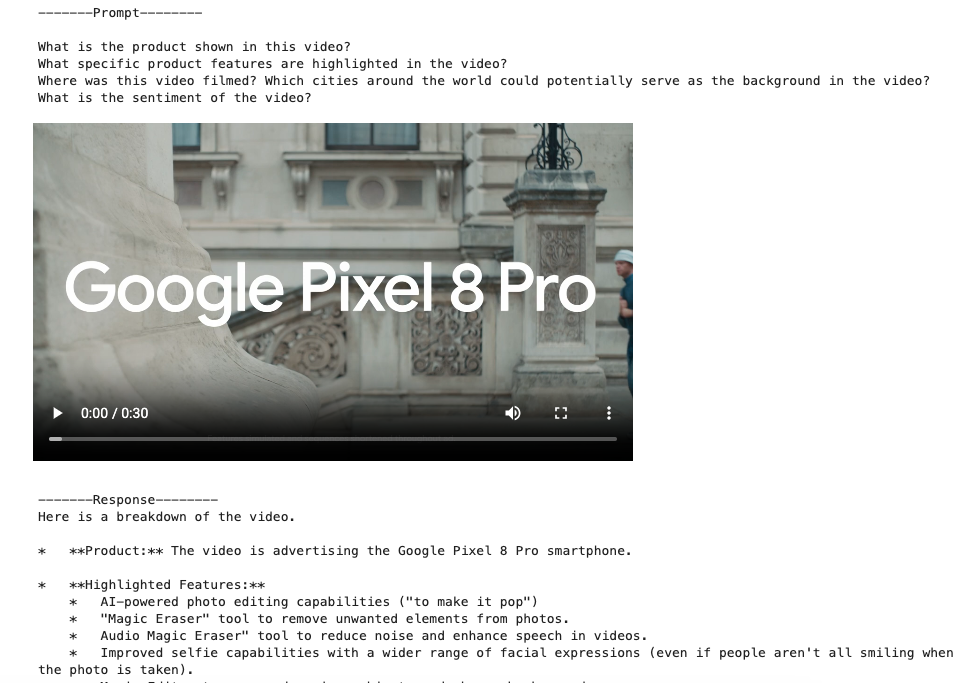 -------Prompt--------
What is the product shown in this video?
What specific product features are highlighted in the video?
Where was this video filmed? Which cities around the world could potentially serve as the background in the video?
What is the sentiment of the video?
Google Pixel 8 Pro
0:00 / 0:30
-------Response--------
Here is a breakdown of the video.
*   **Product:** The video is advertising the Google Pixel 8 Pro smartphone.
*   **Highlighted Features:**
*   AI-powered photo editing capabilities ("to make it pop")
*   "Magic Eraser" tool to remove unwanted elements from photos.
*   Audio Magic Eraser" tool to reduce noise and enhance speech in videos.
*   Improved selfie capabilities with a wider range of facial expressions (even if people aren't all smiling when
the photo is taken).